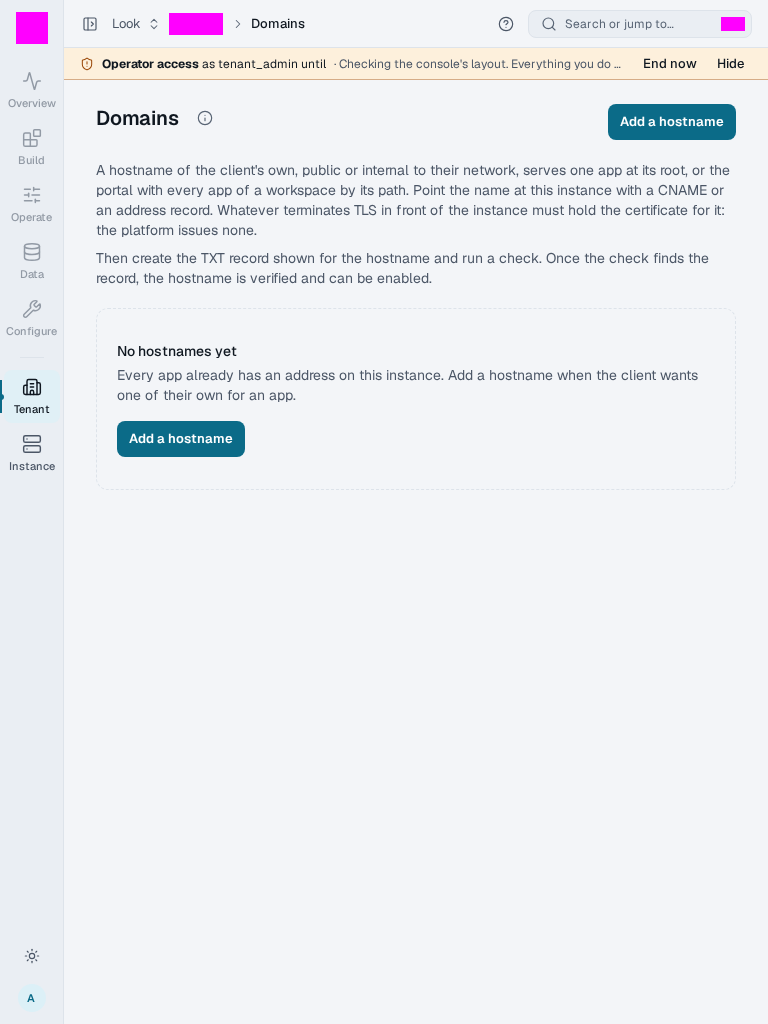 Look
Domains
Search or jump to…
Operator access as tenant_admin until · Checking the console's layout. Everything you do …
End now
Hide
Overview
Build
Operate
Data
Configure
Tenant
Instance
Domains
Add a hostname
A hostname of the client's own, public or internal to their network, serves one app at its root, or the
portal with every app of a workspace by its path. Point the name at this instance with a CNAME or
an address record. Whatever terminates TLS in front of the instance must hold the certificate for it:
the platform issues none.
Then create the TXT record shown for the hostname and run a check. Once the check finds the
record, the hostname is verified and can be enabled.
No hostnames yet
Every app already has an address on this instance. Add a hostname when the client wants
one of their own for an app.
Add a hostname
A